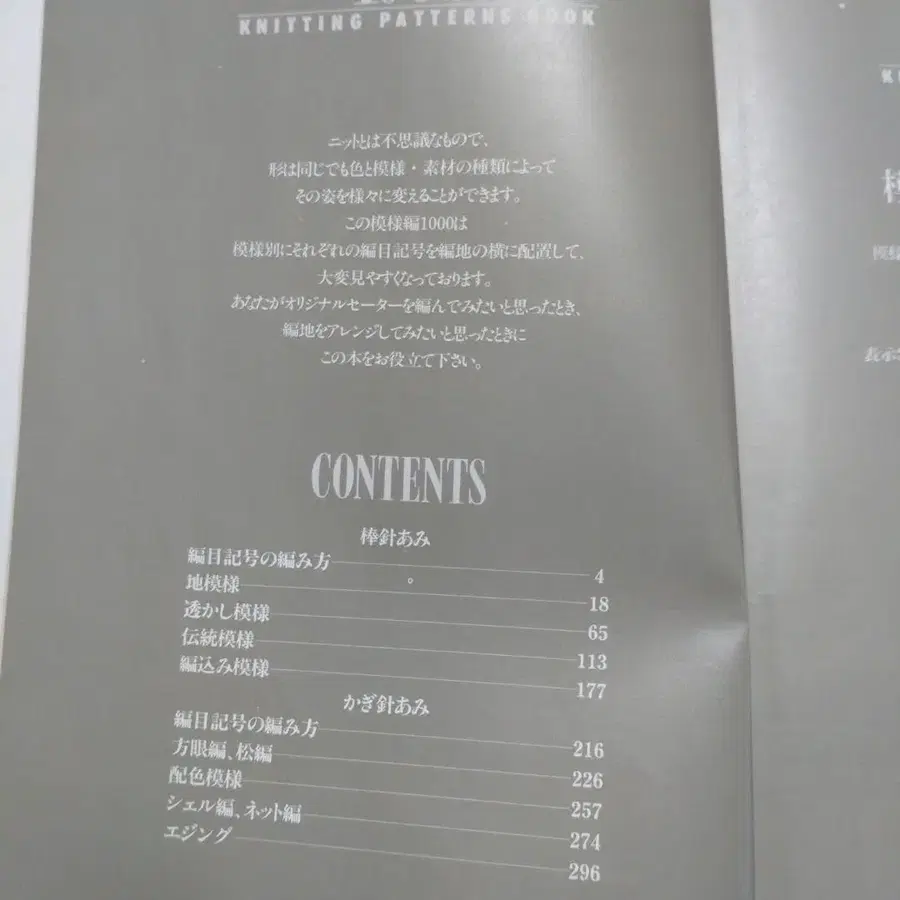 KNITTING PATTERNS BOOK
ニットとは不思議なもので、
形は同じでも色と模様・素材の種類によって
その姿を様々に変えることができます。
この模様編1000は
模様別にそれぞれの編目記号を編地の横に配置して、
大変見やすくなっております。
あなたがオリジナルセーターを編んでみたいと思ったとき、
編地をアレンジしてみたいと思ったときに
この本をお役立て下さい。
CONTENTS
棒針あみ
編目記号の編み方 4
地模様 18
透かし模様 65
伝統模様 113
編込み模様 177
かぎ針あみ
編目記号の編み方 216
方眼編、松編 226
配色模様 257
シェル編、ネット編 274
エジング 296
表示